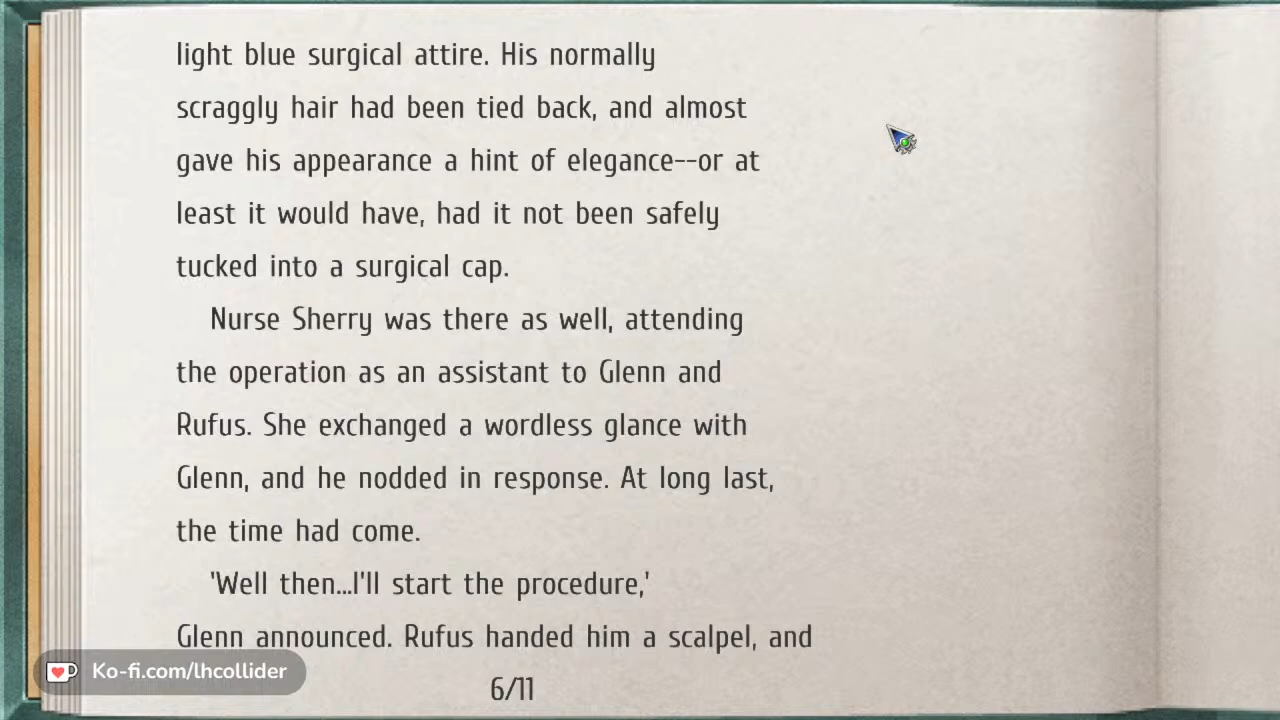 light blue surgical attire. His normally
scraggly hair had been tied back, and almost
gave his appearance a hint of elegance--or at
least it would have, had it not been safely
tucked into a surgical cap.
Nurse Sherry was there as well, attending
the operation as an assistant to Glenn and
Rufus. She exchanged a wordless glance with
Glenn, and he nodded in response. At long last,
the time had come.
'Well then...I'll start the procedure,'
Glenn announced. Rufus handed him a scalpel, and
Ko-fi.com/lhcollider
6/11